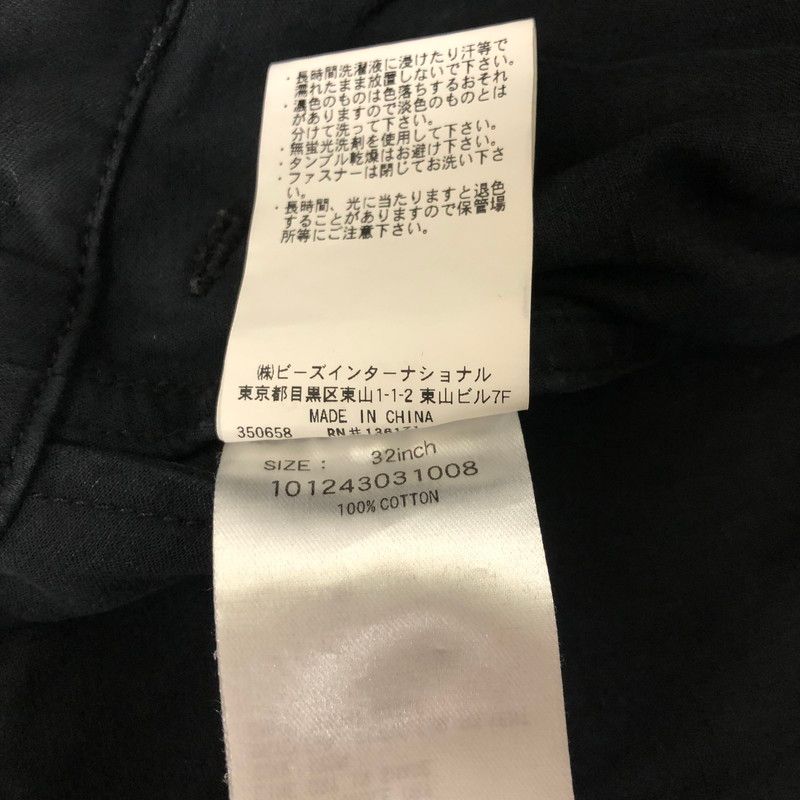 ・長時間洗濯液に浸けたり汗等で
濡れたまま放置しないで下さい。
・濃色のものは色落ちするおそれ
がありますので淡色のものとは
分けて洗って下さい。
・無蛍光洗剤を使用して下さい。
・タンブル乾燥はお避け下さい。
・ファスナーは閉じてお洗い下さ
い。
・長時間、光に当たりますと退色
することがありますので保管場
所等にご注意下さい。
㈱ビーズインターナショナル
東京都目黒区東山1-1-2 東山ビル7F
MADE IN CHINA
350658
SIZE : 32inch
101243031008
100% COTTON